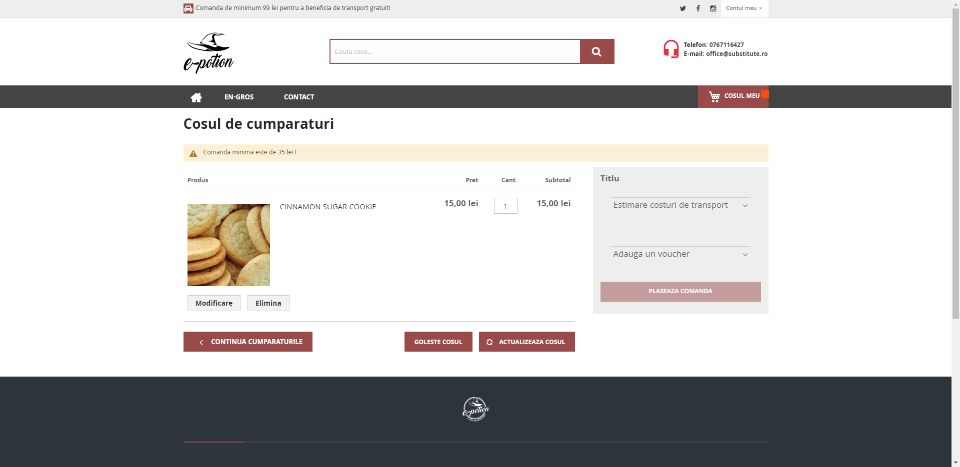 Comanda de minimum 99 lei pentru a beneficia de transport gratuit!
Contul meu
e-potion
Cauta ceva...
Telefon: 0767116427
E-mail: office@substitute.ro
EN-GROS
CONTACT
COSUL MEU
Cosul de cumparaturi
Comanda minima este de 35 lei !
Produs Pret Cant. Subtotal
CINNAMON SUGAR COOKIE 15,00 lei 1 15,00 lei
Modificare Elimina
CONTINUA CUMPARATURILE
GOLESTE COSUL
ACTUALIZEAZA COSUL
Titlu
Estimare costuri de transport
Adauga un voucher
PLASEAZA COMANDA
e-potion